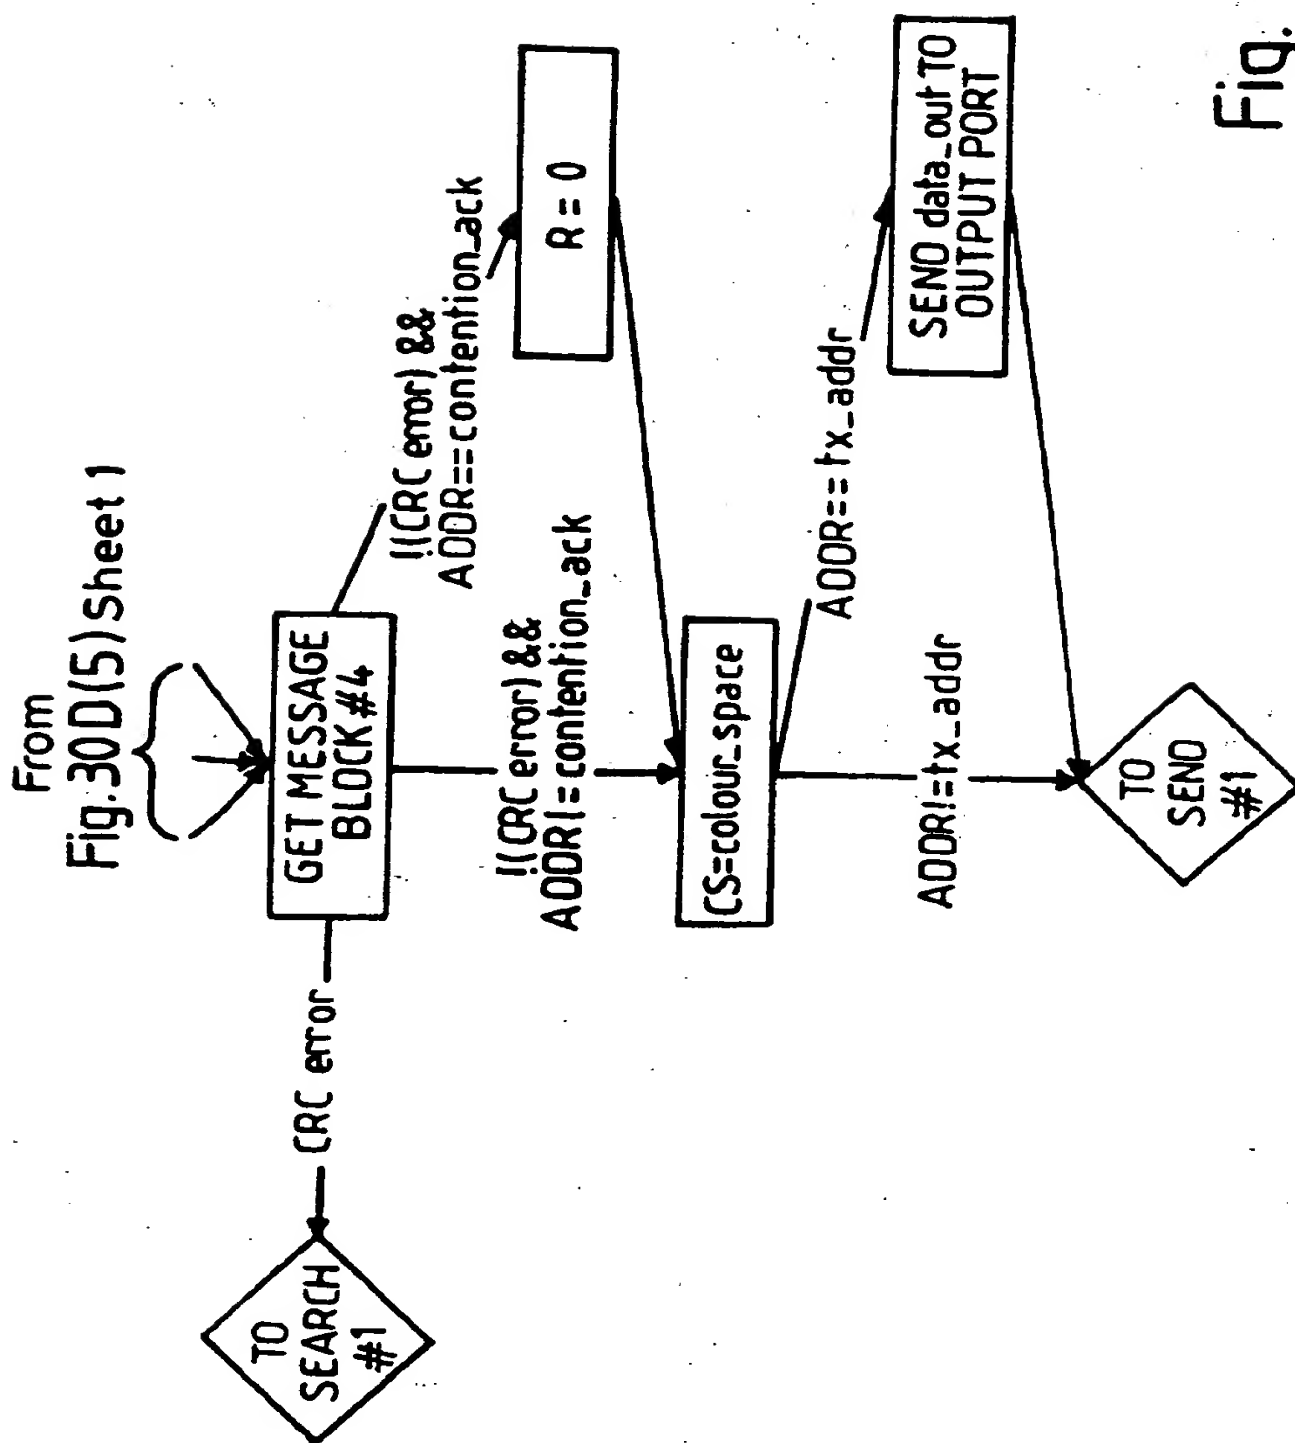 From
Fig.30D(5) sheet 1
GET MESSAGE
BLOCK #4
CRC error
TO
SEARCH
#1
!(CRC error) &&
ADDR!=contention_ack
!(CRC error) &&
ADDR==contention_ack
R = 0
CS=colour_space
ADDR!=tx_addr
ADDR==tx_addr
SEND data_out TO
OUTPUT PORT
TO
SEND
#1
Fig.